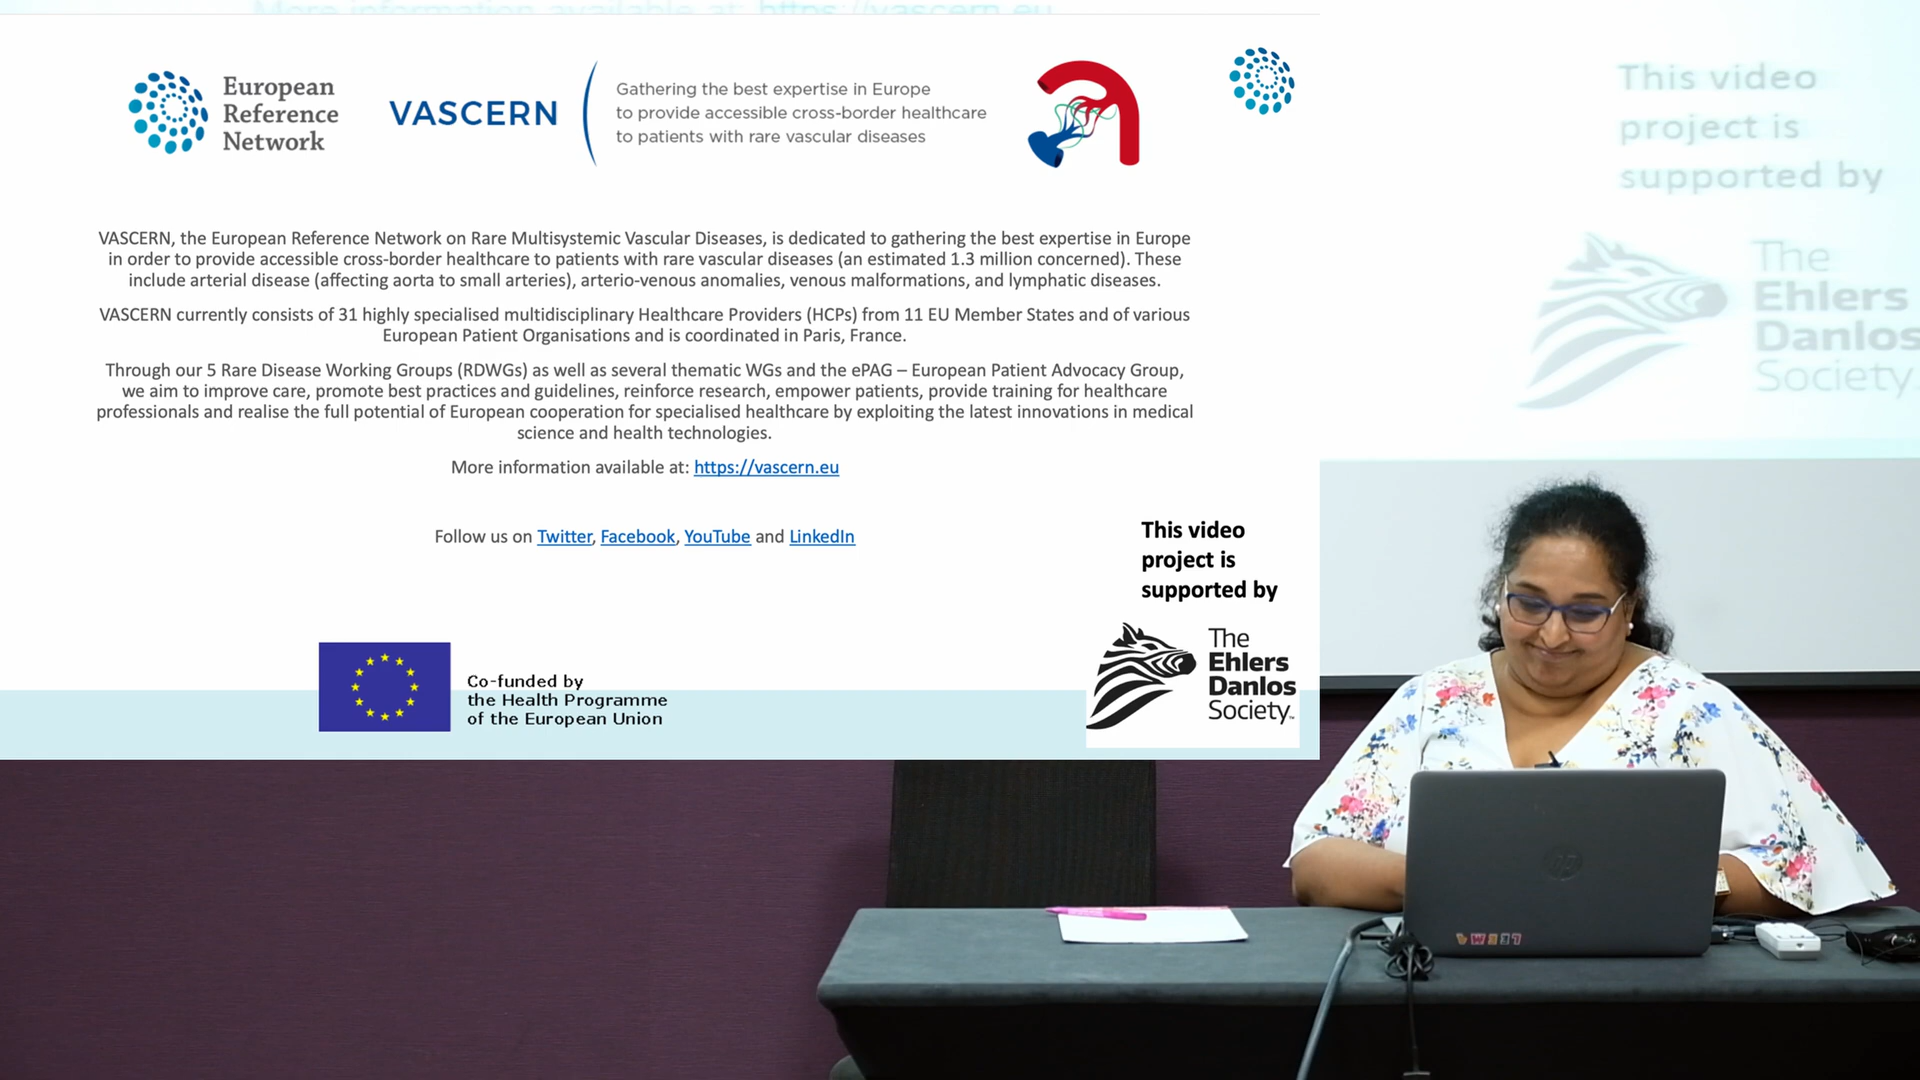 More information available at: https://vascern.eu
European
Reference
Network
VASCERN
Gathering the best expertise in Europe
to provide accessible cross-border healthcare
to patients with rare vascular diseases
VASCERN, the European Reference Network on Rare Multisystemic Vascular Diseases, is dedicated to gathering the best expertise in Europe
in order to provide accessible cross-border healthcare to patients with rare vascular diseases (an estimated 1.3 million concerned). These
include arterial disease (affecting aorta to small arteries), arterio-venous anomalies, venous malformations, and lymphatic diseases.
VASCERN currently consists of 31 highly specialised multidisciplinary Healthcare Providers (HCPs) from 11 EU Member States and of various
European Patient Organisations and is coordinated in Paris, France.
Through our 5 Rare Disease Working Groups (RDWGs) as well as several thematic WGs and the ePAG – European Patient Advocacy Group,
we aim to improve care, promote best practices and guidelines, reinforce research, empower patients, provide training for healthcare
professionals and realise the full potential of European cooperation for specialised healthcare by exploiting the latest innovations in medical
science and health technologies.
More information available at: https://vascern.eu
Follow us on Twitter, Facebook, YouTube and LinkedIn
Co-funded by
the Health Programme
of the European Union
This video
project is
supported by
The
Ehlers
Danlos
Society™
This video
project is
supported by
The
Ehlers
Danlos
Society
hp